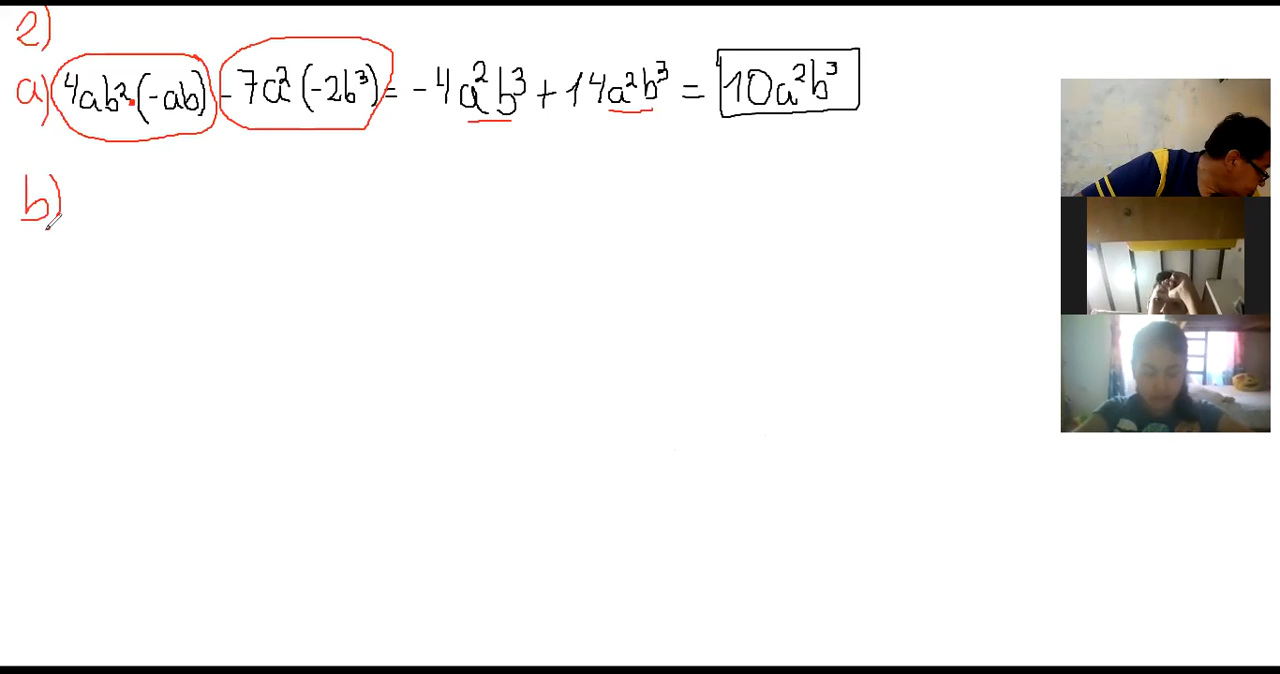 2)
a) 4ab²·(-ab) - 7a²(-2b³) = -4a²b³ + 14a²b³ = 10a²b³
b)